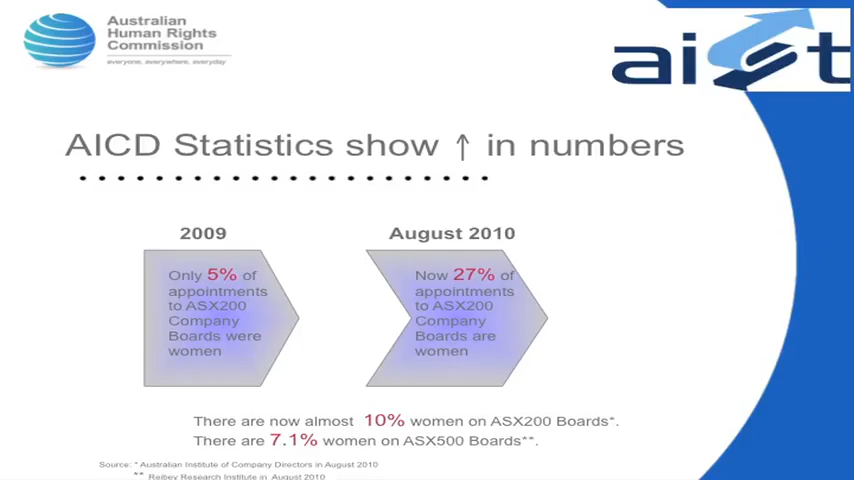 Australian
Human Rights
Commission
everyone, everywhere, everyday
aist
AICD Statistics show ↑ in numbers
2009
August 2010
Only 5% of
appointments
to ASX200
Company
Boards were
women
Now 27% of
appointments
to ASX200
Company
Boards are
women
There are now almost 10% women on ASX200 Boards*.
There are 7.1% women on ASX500 Boards**.
Source: * Australian Institute of Company Directors in August 2010
** Reibey Research Institute in August 2010